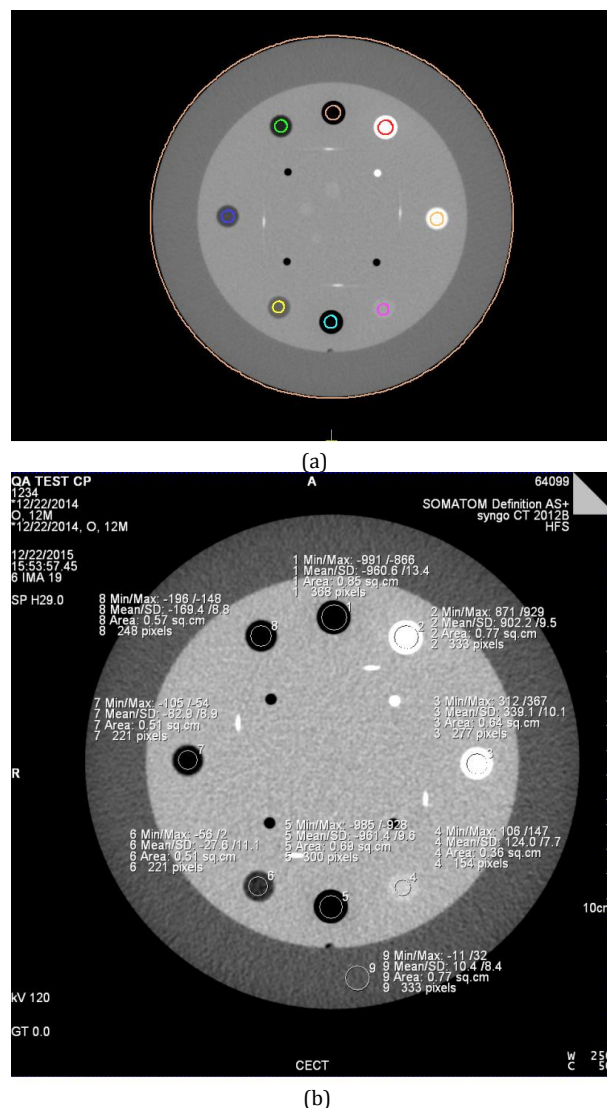 (a)
QA TEST CP
1234
*12/22/2014
O, 12M
*12/22/2014, O, 12M
A
64099
SOMATOM Definition AS+
syngo CT 2012B
HFS
12/22/2015
15:53:57.45
6 IMA 19
SP H29.0
1 Min/Max: -991 /-866
1 Mean/SD: -960.6 /13.4
1 Area: 0.85 sq.cm
1 368 pixels
1
8 Min/Max: -196 /-148
8 Mean/SD: -169.4 /8.8
8 Area: 0.57 sq.cm
8 248 pixels
8
2 Min/Max: 871 /929
2 Mean/SD: 902.2 /9.5
2 Area: 0.77 sq.cm
2 333 pixels
2
7 Min/Max: -105 /-54
7 Mean/SD: -82.9 /8.9
7 Area: 0.51 sq.cm
7 221 pixels
7
3 Min/Max: 312 /367
3 Mean/SD: 339.1 /10.1
3 Area: 0.64 sq.cm
3 277 pixels
3
R
6 Min/Max: -56 /2
6 Mean/SD: -27.6 /11.1
6 Area: 0.51 sq.cm
6 221 pixels
6
5 Min/Max: -985 /-928
5 Mean/SD: -961.4 /9.6
5 Area: 0.69 sq.cm
5 300 pixels
5
4 Min/Max: 106 /147
4 Mean/SD: 124.0 /7.7
4 Area: 0.36 sq.cm
4 154 pixels
4
10cm
9 Min/Max: -11 /32
9 Mean/SD: 10.4 /8.4
9 Area: 0.77 sq.cm
9 333 pixels
9
kV 120
GT 0.0
CECT
W 250
C 50
(b)